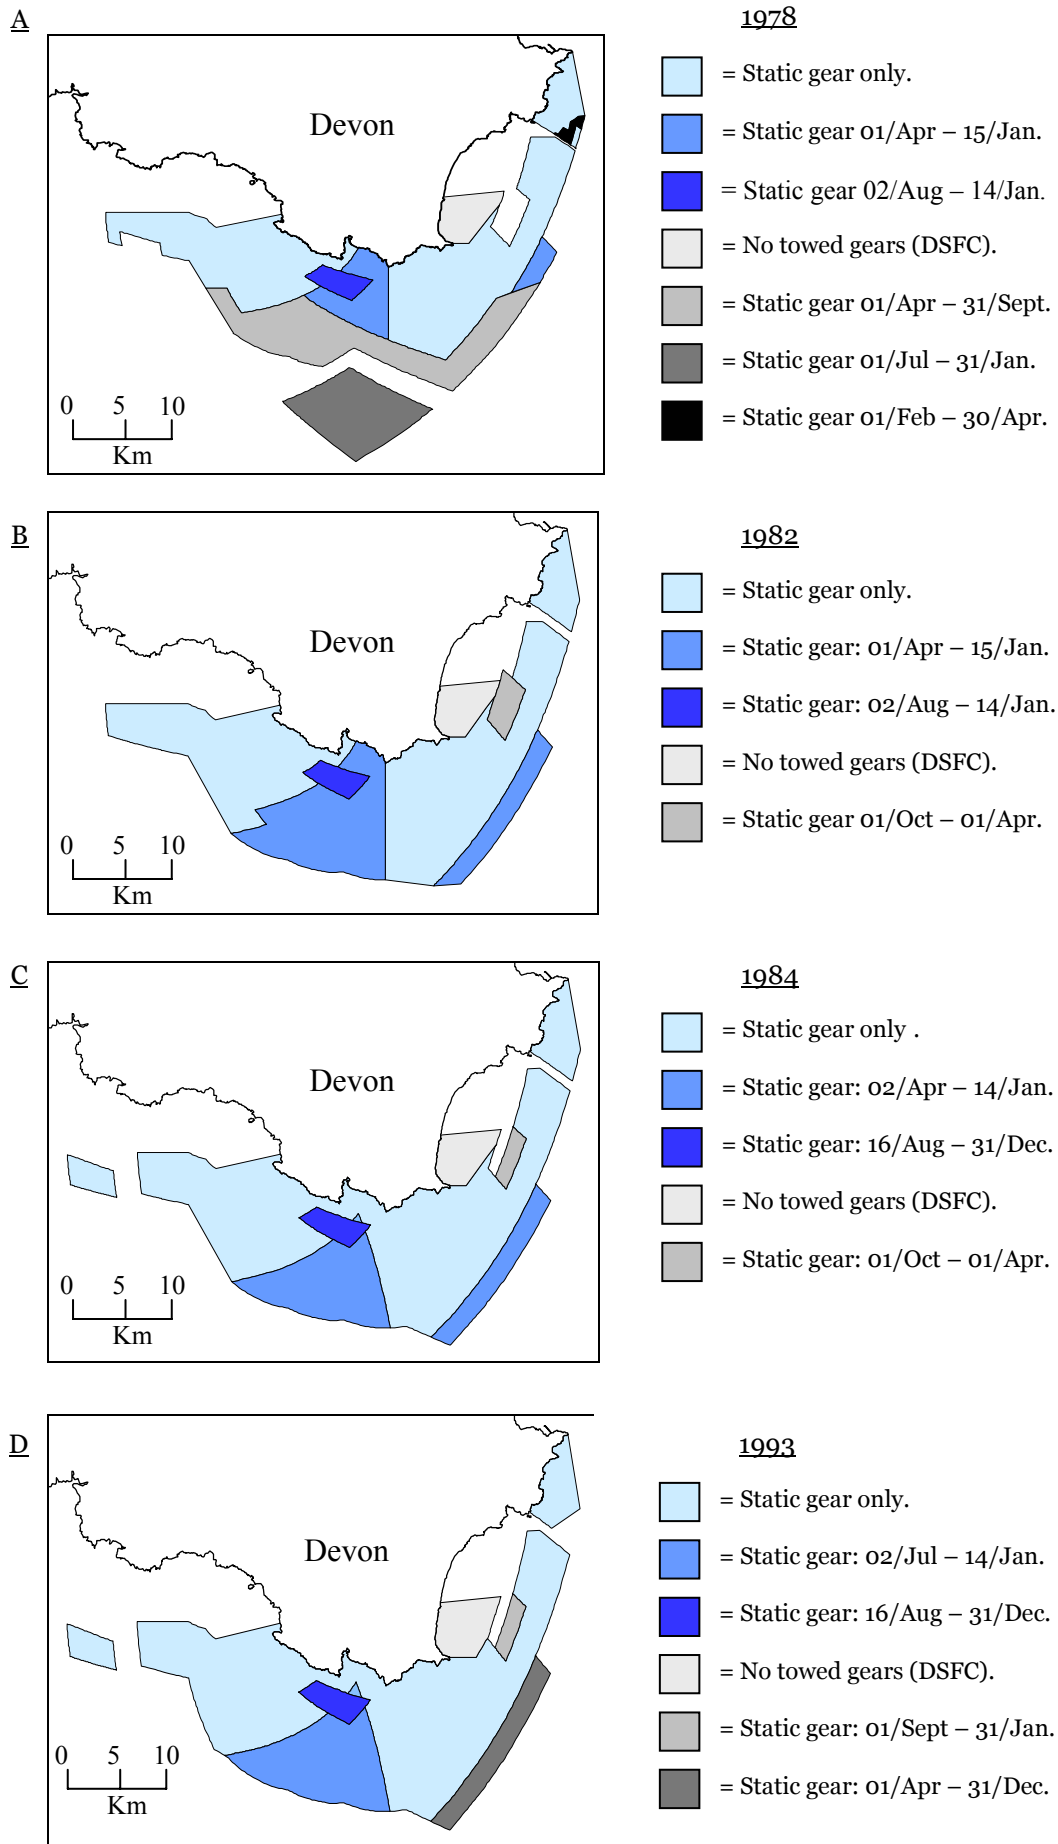 A
1978
Devon
= Static gear only.
= Static gear 01/Apr – 15/Jan.
= Static gear 02/Aug – 14/Jan.
= No towed gears (DSFC).
= Static gear 01/Apr – 31/Sept.
= Static gear 01/Jul – 31/Jan.
= Static gear 01/Feb – 30/Apr.
0 5 10
Km
B
1982
Devon
= Static gear only.
= Static gear: 01/Apr – 15/Jan.
= Static gear: 02/Aug – 14/Jan.
= No towed gears (DSFC).
= Static gear 01/Oct – 01/Apr.
0 5 10
Km
C
1984
Devon
= Static gear only .
= Static gear: 02/Apr – 14/Jan.
= Static gear: 16/Aug – 31/Dec.
= No towed gears (DSFC).
= Static gear: 01/Oct – 01/Apr.
0 5 10
Km
D
1993
Devon
= Static gear only.
= Static gear: 02/Jul – 14/Jan.
= Static gear: 16/Aug – 31/Dec.
= No towed gears (DSFC).
= Static gear: 01/Sept – 31/Jan.
= Static gear: 01/Apr – 31/Dec.
0 5 10
Km